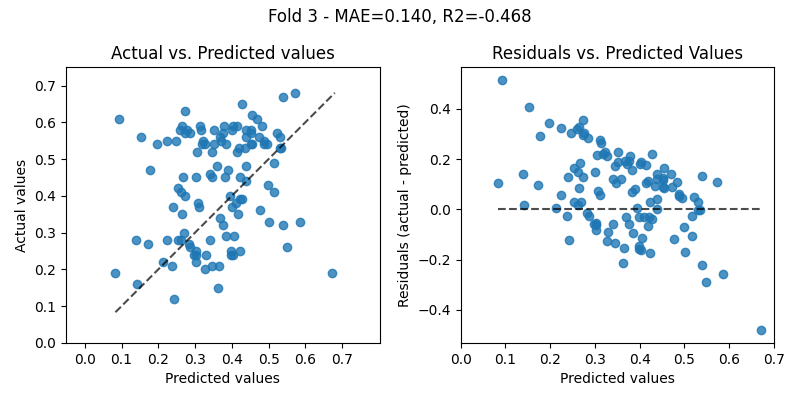 Fold 3 - MAE=0.140, R2=-0.468
Actual vs. Predicted values
Actual values
0.7
0.6
0.5
0.4
0.3
0.2
0.1
0.0
0.0 0.1 0.2 0.3 0.4 0.5 0.6 0.7
Predicted values
Residuals vs. Predicted Values
Residuals (actual - predicted)
0.4
0.2
0.0
−0.2
−0.4
0.0 0.1 0.2 0.3 0.4 0.5 0.6 0.7
Predicted values